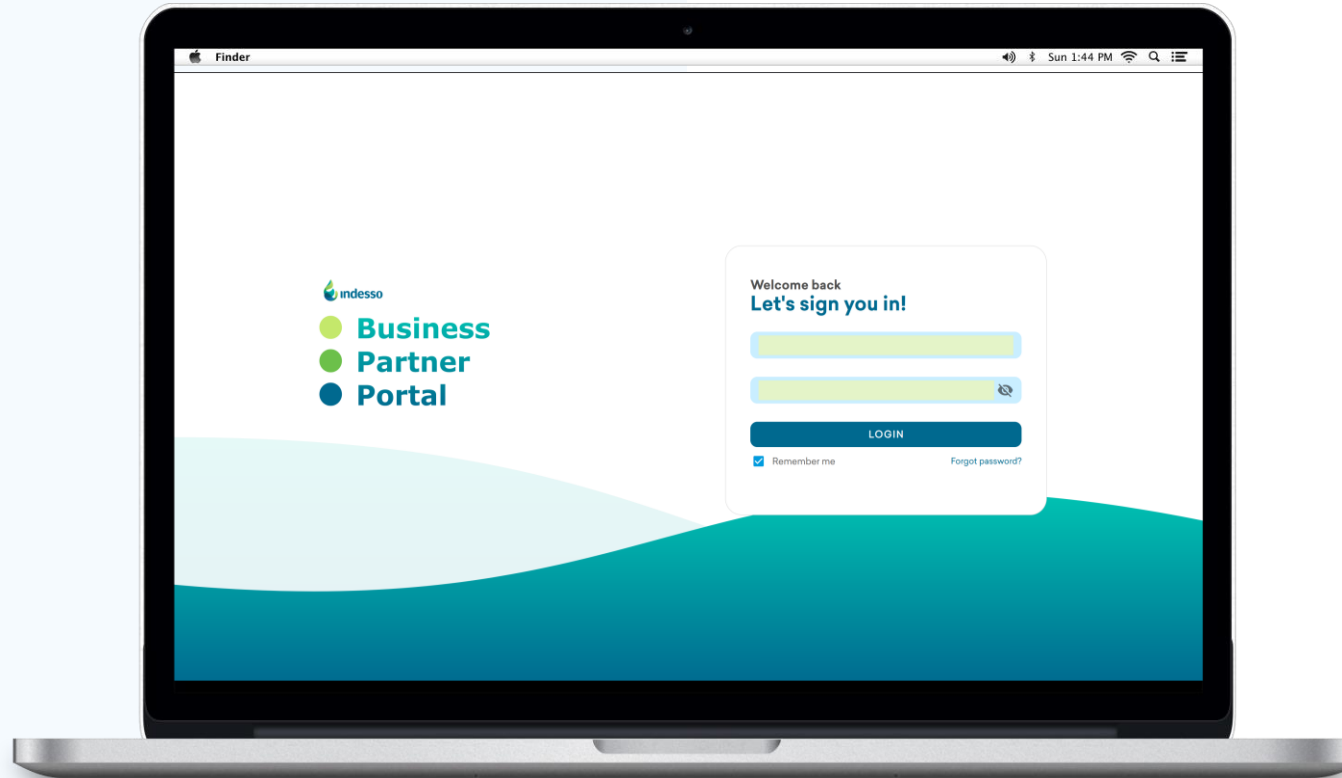 Finder
Sun 1:44 PM
indesso
Business
Partner
Portal
Welcome back
Let's sign you in!
LOGIN
Remember me
Forgot password?